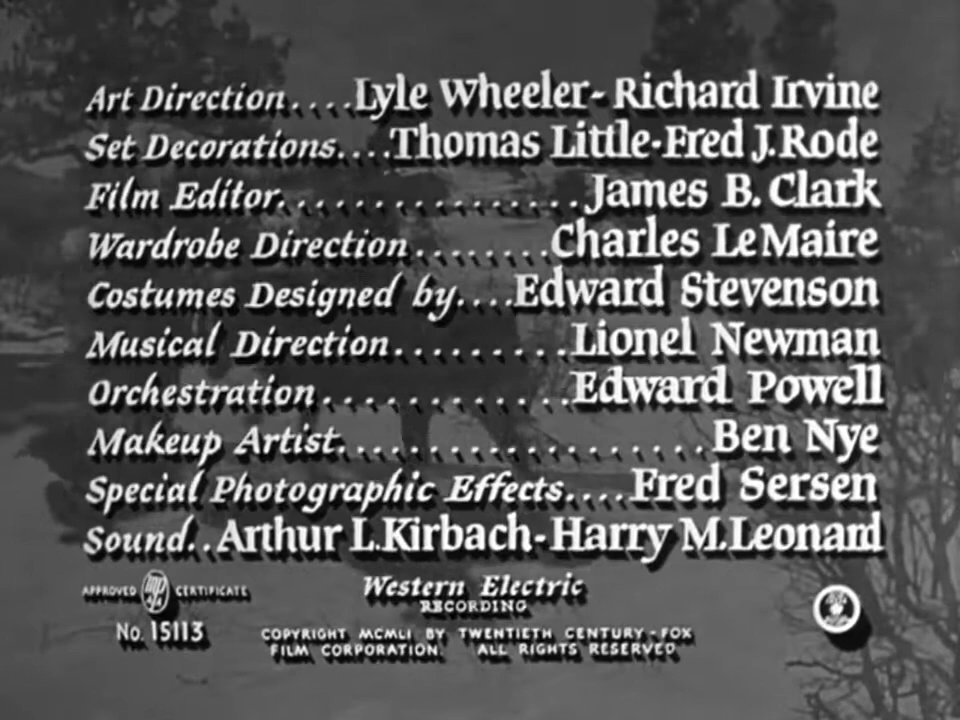 Art Direction....Lyle Wheeler-Richard Irvine
Set Decorations....Thomas Little-Fred J. Rode
Film Editor................James B. Clark
Wardrobe Direction........Charles LeMaire
Costumes Designed by....Edward Stevenson
Musical Direction.........Lionel Newman
Orchestration.............Edward Powell
Makeup Artist...................Ben Nye
Special Photographic Effects....Fred Sersen
Sound..Arthur L. Kirbach-Harry M. Leonard
APPROVED CERTIFICATE
No. 15113
Western Electric
RECORDING
COPYRIGHT MCMLI BY TWENTIETH CENTURY-FOX
FILM CORPORATION. ALL RIGHTS RESERVED